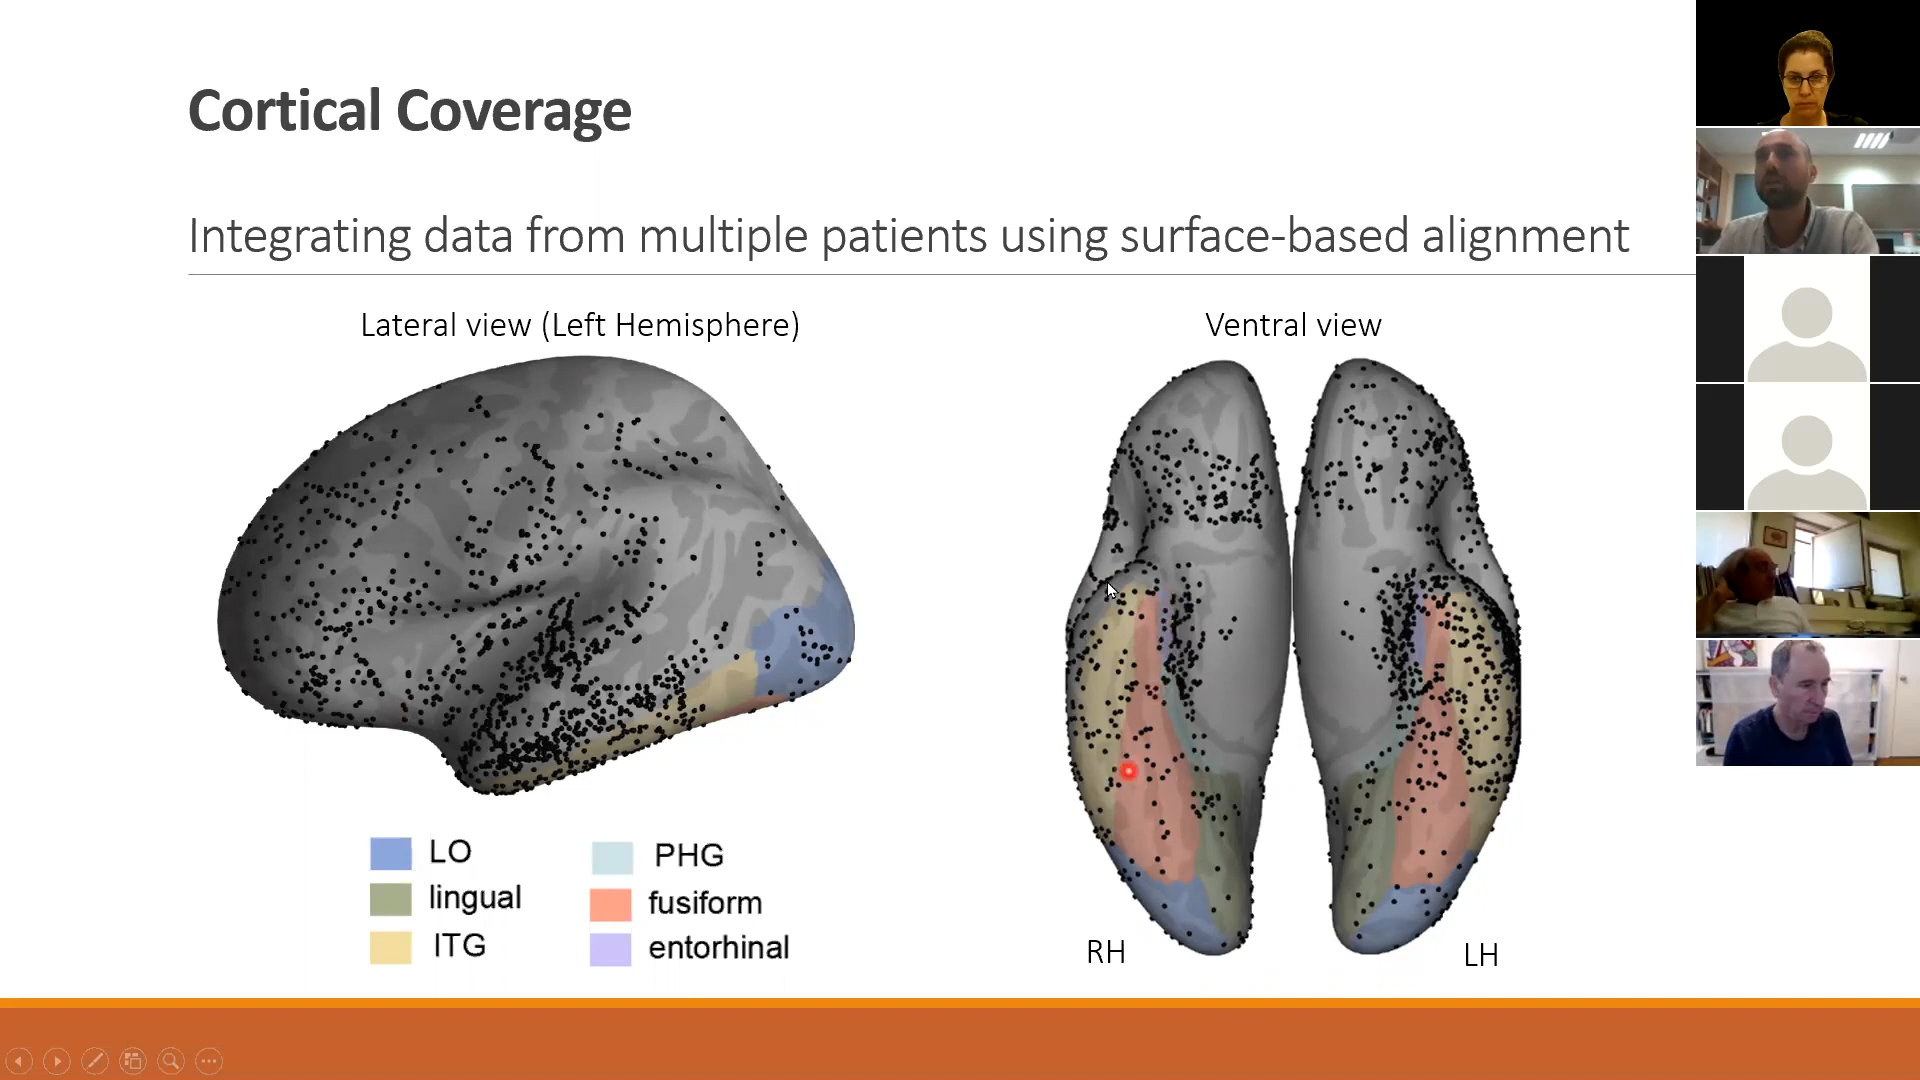 Cortical Coverage
Integrating data from multiple patients using surface-based alignment
Lateral view (Left Hemisphere)
Ventral view
LO
PHG
lingual
fusiform
ITG
entorhinal
RH
LH